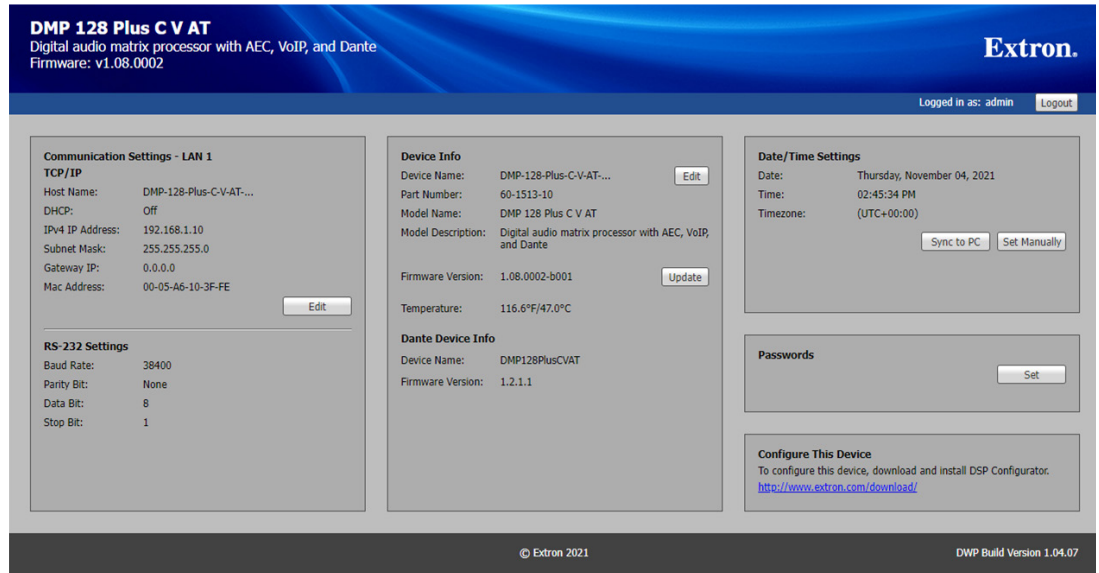 DMP 128 Plus C V AT
Digital audio matrix processor with AEC, VoIP, and Dante
Firmware: v1.08.0002
Extron.
Logged in as: admin Logout
Communication Settings - LAN 1
TCP/IP
Host Name: DMP-128-Plus-C-V-AT-...
DHCP: Off
IPv4 IP Address: 192.168.1.10
Subnet Mask: 255.255.255.0
Gateway IP: 0.0.0.0
Mac Address: 00-05-A6-10-3F-FE
Edit
RS-232 Settings
Baud Rate: 38400
Parity Bit: None
Data Bit: 8
Stop Bit: 1
Device Info
Device Name: DMP-128-Plus-C-V-AT-... Edit
Part Number: 60-1513-10
Model Name: DMP 128 Plus C V AT
Model Description: Digital audio matrix processor with AEC, VoIP,
and Dante
Firmware Version: 1.08.0002-b001 Update
Temperature: 116.6°F/47.0°C
Dante Device Info
Device Name: DMP128PlusCVAT
Firmware Version: 1.2.1.1
Date/Time Settings
Date: Thursday, November 04, 2021
Time: 02:45:34 PM
Timezone: (UTC+00:00)
Sync to PC Set Manually
Passwords
Set
Configure This Device
To configure this device, download and install DSP Configurator.
http://www.extron.com/download/
© Extron 2021
DWP Build Version 1.04.07